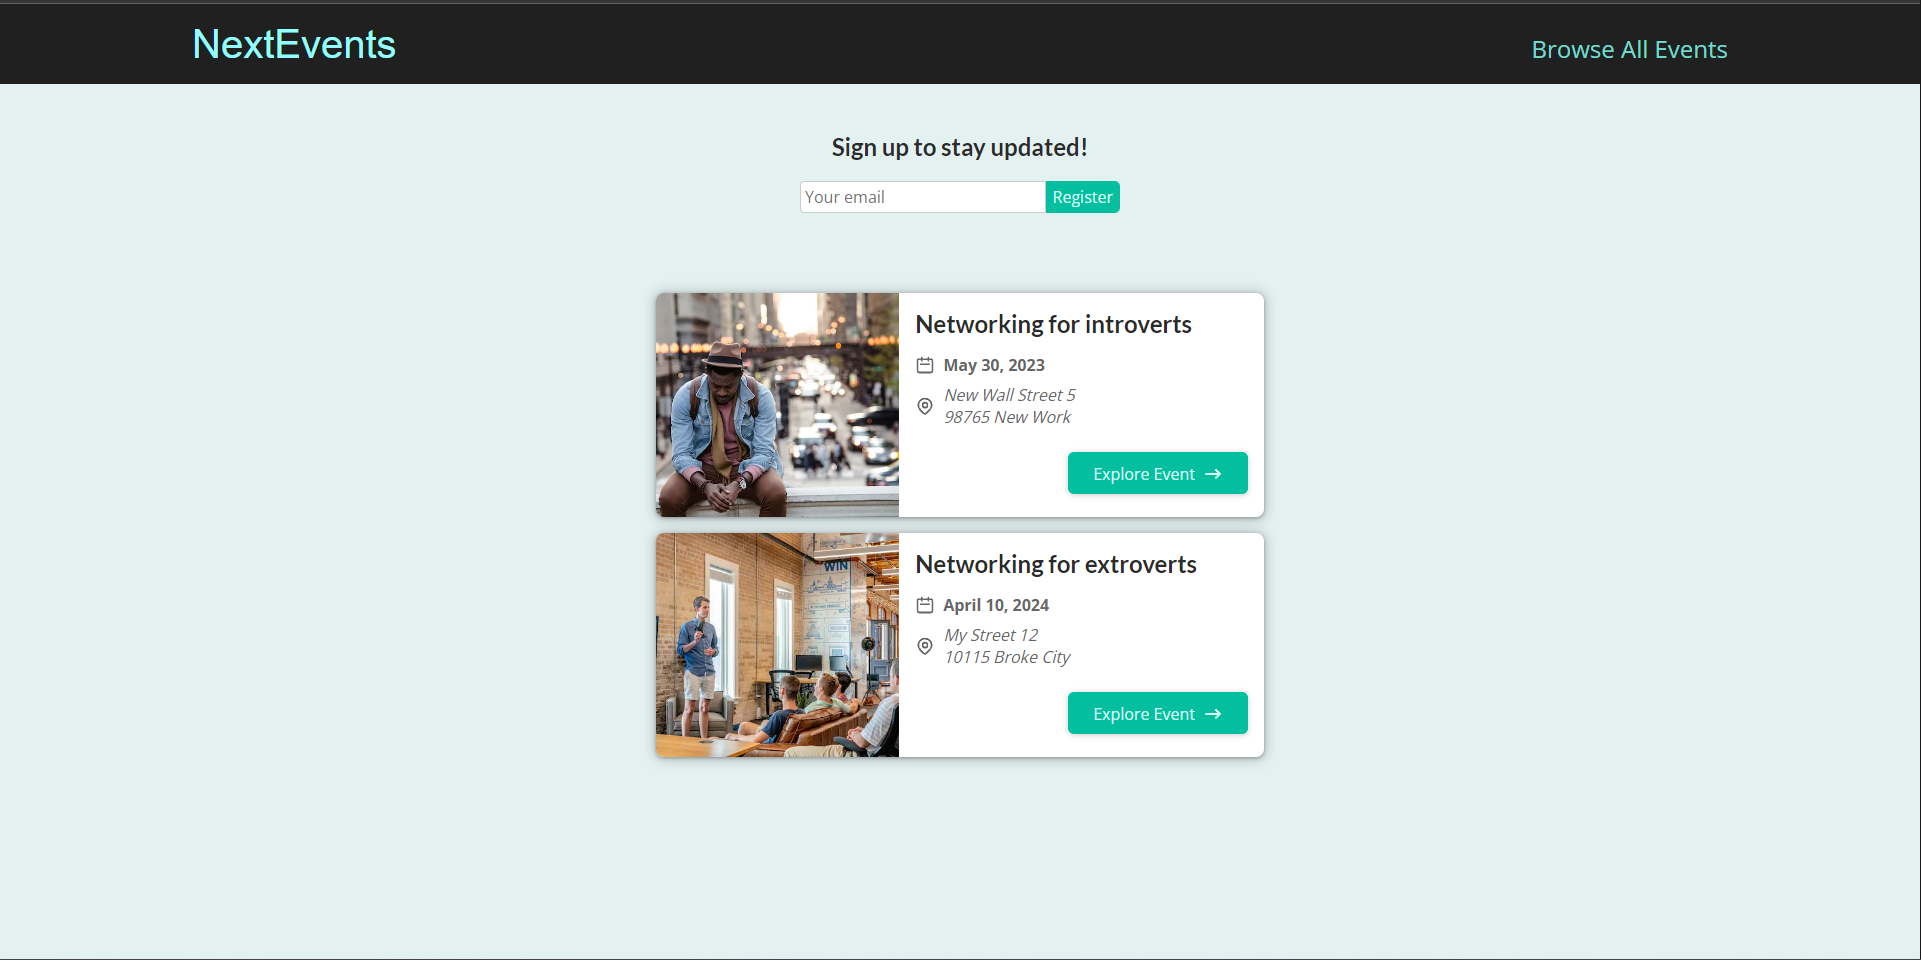 NextEvents
Browse All Events
Sign up to stay updated!
Your email
Register
Networking for introverts
May 30, 2023
New Wall Street 5
98765 New Work
Explore Event →
WIN
Networking for extroverts
April 10, 2024
My Street 12
10115 Broke City
Explore Event →